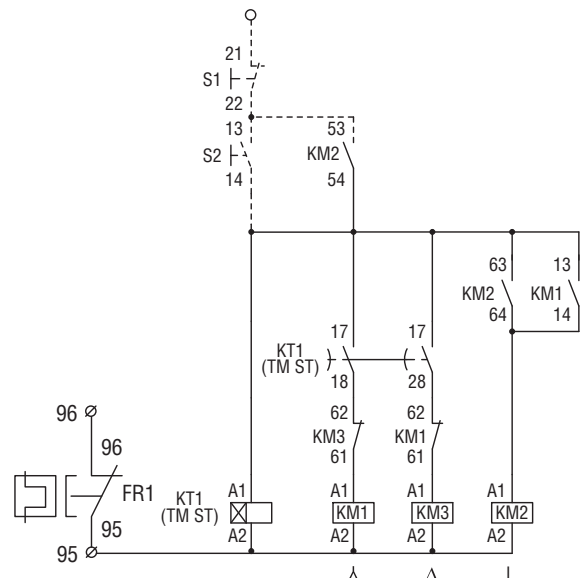 21
S1
22
13 53
S2 KM2
14 54
63 13
KM2 KM1
64 14
17 17
KT1
(TM ST)
18 28
96
62 62
96 KM3 KM1
61 61
FR1
KT1 A1 A1 A1 A1
(TM ST) KM1 KM3 KM2
95 A2 A2 A2 A2
95